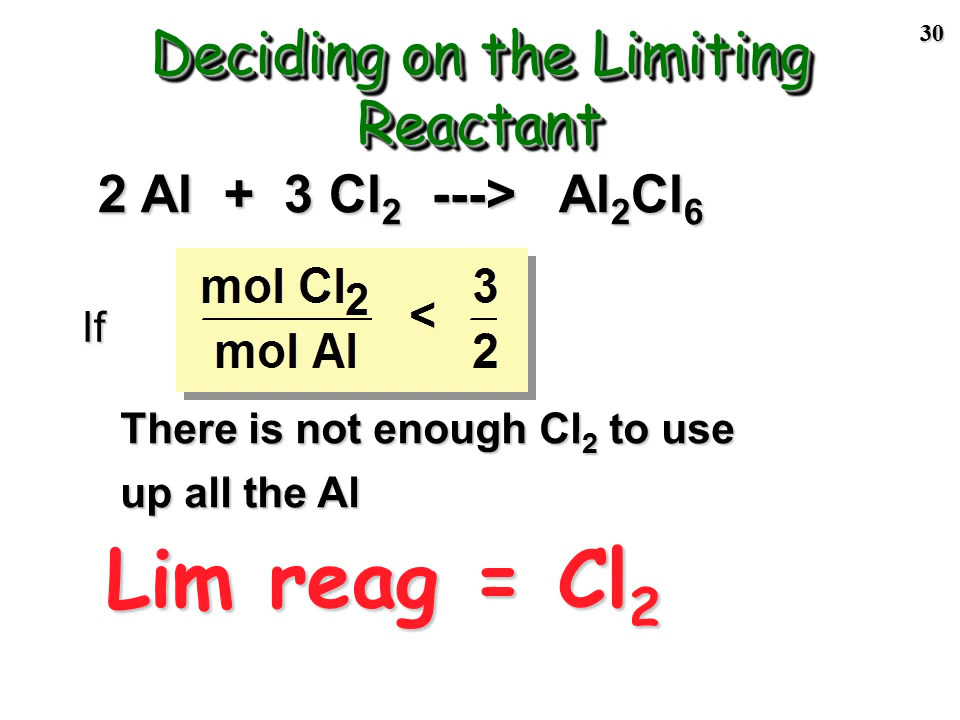 30
Deciding on the Limiting
Reactant
2 Al + 3 Cl₂ ---> Al₂Cl₆
If
mol Cl₂ / mol Al < 3 / 2
There is not enough Cl₂ to use
up all the Al
Lim reag = Cl₂